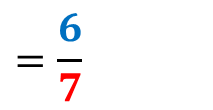 = 6/7